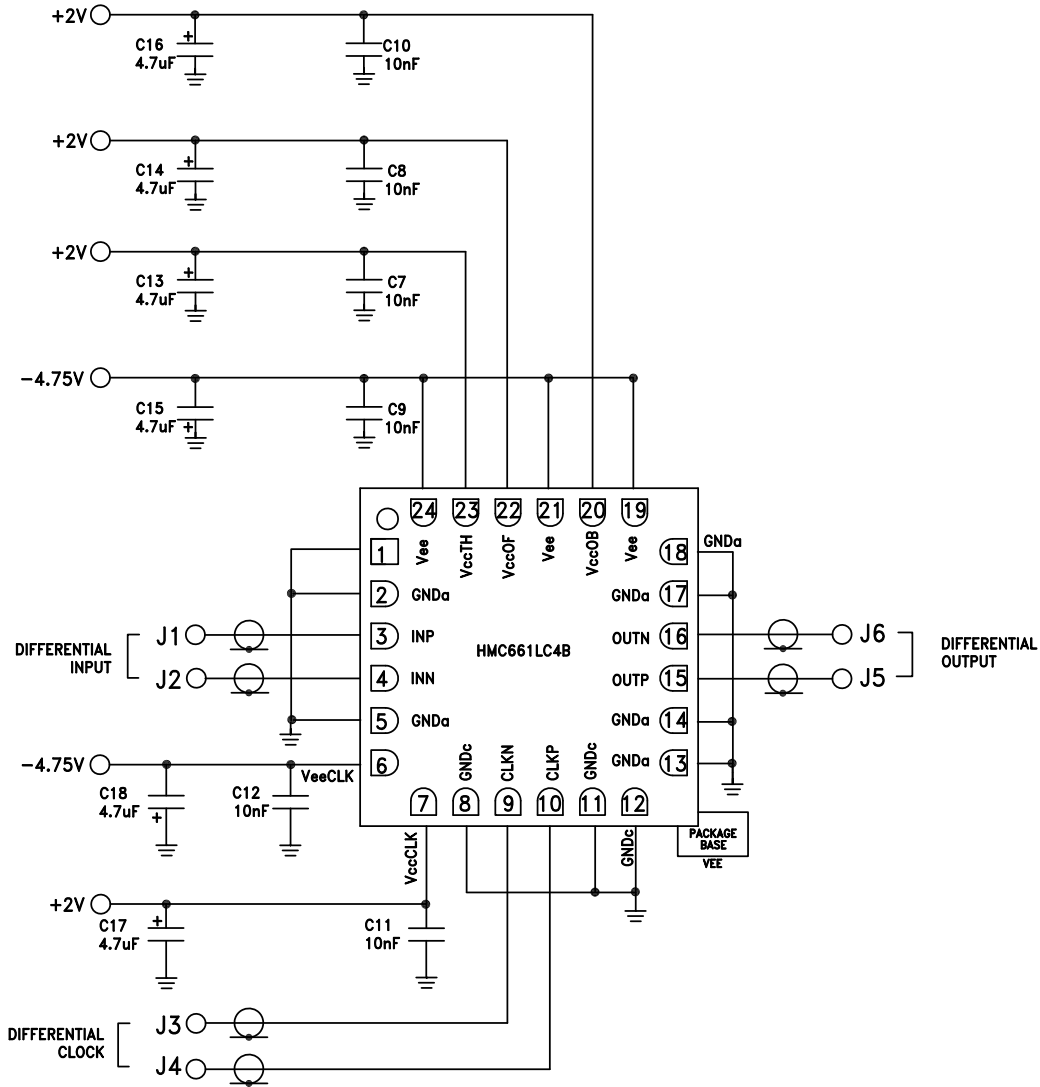 +2V
+
C16
4.7uF
C10
10nF
+2V
+
C14
4.7uF
C8
10nF
+2V
+
C13
4.7uF
C7
10nF
-4.75V
C15
4.7uF +
C9
10nF
24
23
22
21
20
19
Vee
VccTH
VccOF
Vee
VccOB
Vee
1
18
GNDa
2
GNDa
GNDa
17
J1
3
INP
HMC661LC4B
OUTN
16
J6
DIFFERENTIAL
INPUT
DIFFERENTIAL
OUTPUT
J2
4
INN
OUTP
15
J5
5
GNDa
GNDa
14
-4.75V
VeeCLK
6
GNDc
CLKN
CLKP
GNDc
GNDa
13
C18
4.7uF
+
C12
10nF
7
8
9
10
11
12
VccCLK
GNDc
PACKAGE
BASE
VEE
+2V
+
C17
4.7uF
C11
10nF
J3
DIFFERENTIAL
CLOCK
J4